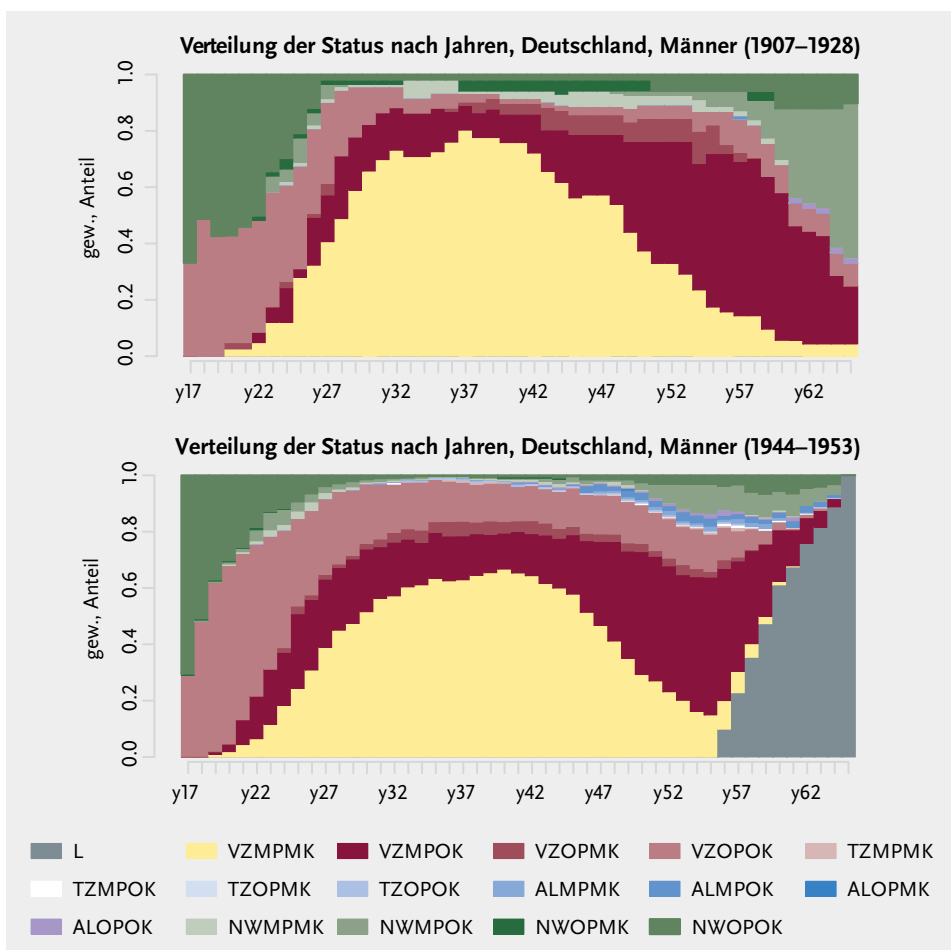 Verteilung der Status nach Jahren, Deutschland, Männer (1907–1928)
gew., Anteil
1.0
0.8
0.6
0.4
0.2
0.0
y17 y22 y27 y32 y37 y42 y47 y52 y57 y62
Verteilung der Status nach Jahren, Deutschland, Männer (1944–1953)
gew., Anteil
1.0
0.8
0.6
0.4
0.2
0.0
y17 y22 y27 y32 y37 y42 y47 y52 y57 y62
L VZMPMK VZMPOK VZOPMK VZOPOK TZMPMK
TZMPOK TZOPMK TZOPOK ALMPMK ALMPOK ALOPMK
ALOPOK NWMPMK NWMPOK NWOPMK NWOPOK